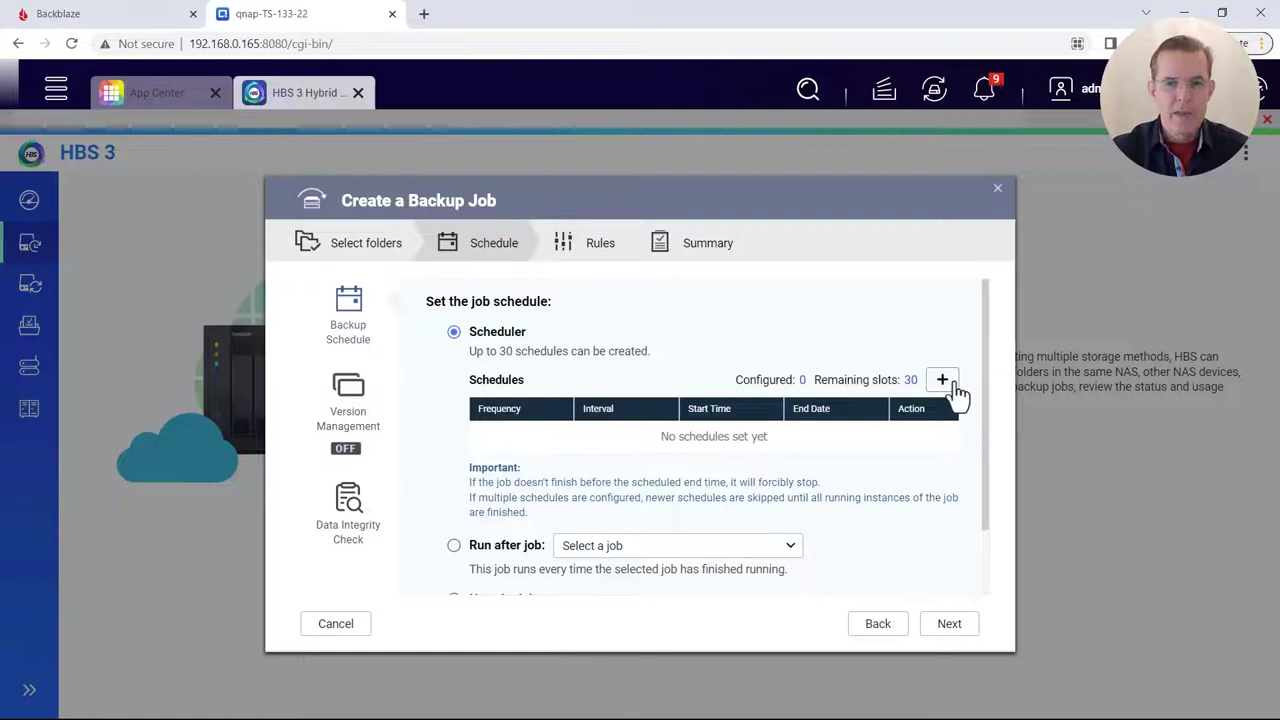 Backblaze
qnap-TS-133-22
Not secure
192.168.0.165:8080/cgi-bin/
App Center
HBS 3 Hybrid ...
9
HBS 3
Create a Backup Job
Select folders
Schedule
Rules
Summary
Backup
Schedule
Version
Management
OFF
Data Integrity
Check
Set the job schedule:
Scheduler
Up to 30 schedules can be created.
Schedules
Configured: 0 Remaining slots: 30
Frequency
Interval
Start Time
End Date
Action
No schedules set yet
Important:
If the job doesn't finish before the scheduled end time, it will forcibly stop.
If multiple schedules are configured, newer schedules are skipped until all running instances of the job
are finished.
Run after job:
Select a job
This job runs every time the selected job has finished running.
Cancel
Back
Next
ting multiple storage methods, HBS can
folders in the same NAS, other NAS devices,
backup jobs, review the status and usage